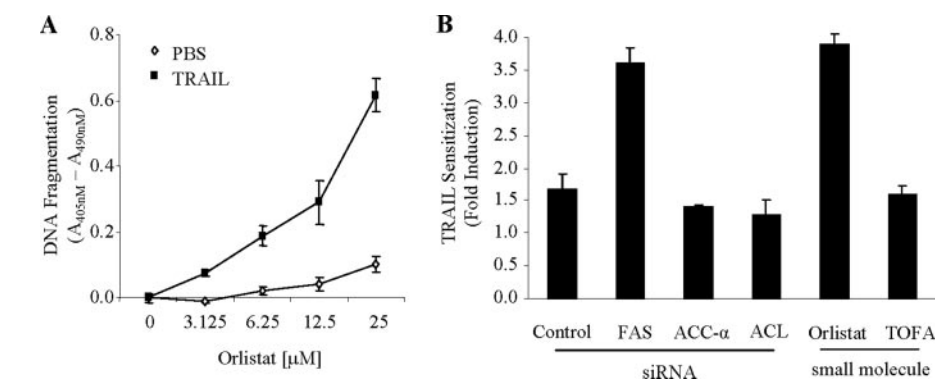 A
PBS
TRAIL
DNA Fragmentation
(A405nM – A490nM)
0.8
0.6
0.4
0.2
0.0
0 3.125 6.25 12.5 25
Orlistat [µM]
B
TRAIL Sensitization
(Fold Induction)
4.0
3.5
3.0
2.5
2.0
1.5
1.0
0.5
0.0
Control FAS ACC-α ACL Orlistat TOFA
siRNA small molecule